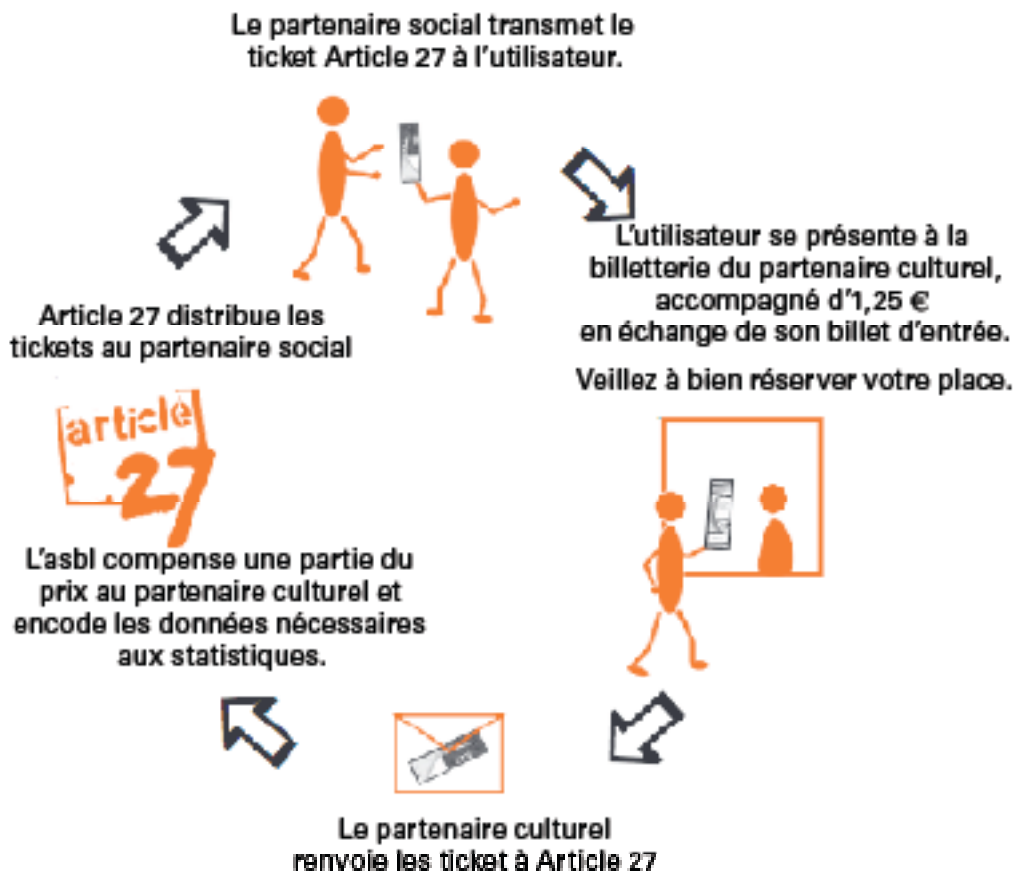 Le partenaire social transmet le
ticket Article 27 à l'utilisateur.
L'utilisateur se présente à la
billetterie du partenaire culturel,
accompagné d'1,25 €
en échange de son billet d'entrée.
Veillez à bien réserver votre place.
Le partenaire culturel
renvoie les ticket à Article 27
L'asbl compense une partie du
prix au partenaire culturel et
encode les données nécessaires
aux statistiques.
article
27
Article 27 distribue les
tickets au partenaire social